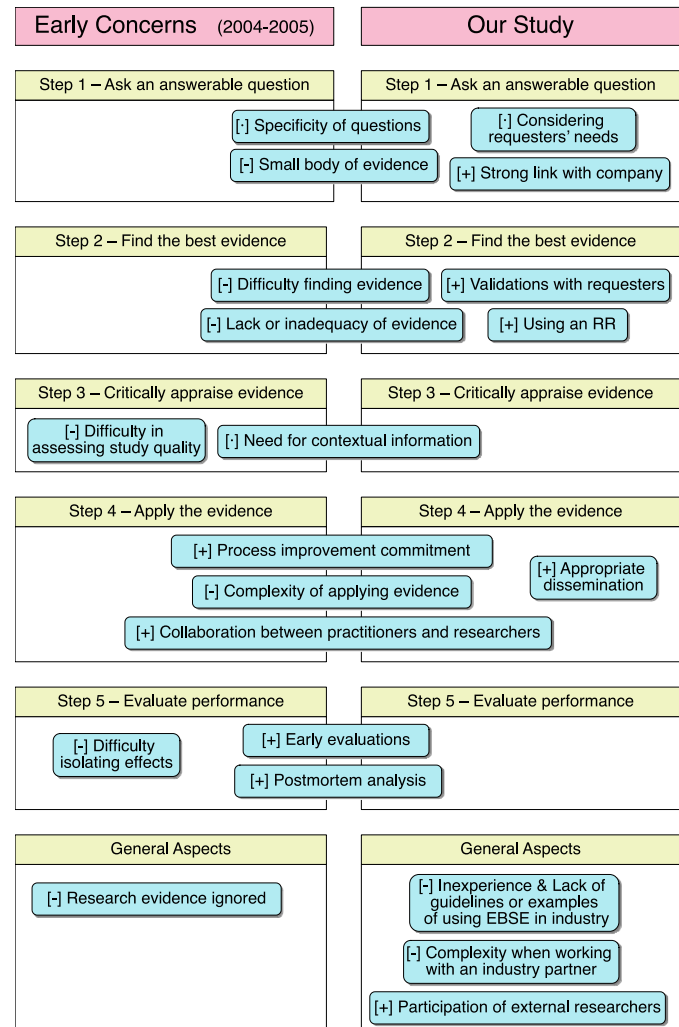 Early Concerns (2004-2005)
Our Study
Step 1 – Ask an answerable question
Step 1 – Ask an answerable question
[·] Specificity of questions
[-] Small body of evidence
[·] Considering
requesters' needs
[+] Strong link with company
Step 2 – Find the best evidence
Step 2 – Find the best evidence
[-] Difficulty finding evidence
[+] Validations with requesters
[-] Lack or inadequacy of evidence
[+] Using an RR
Step 3 – Critically appraise evidence
Step 3 – Critically appraise evidence
[-] Difficulty in
assessing study quality
[·] Need for contextual information
Step 4 – Apply the evidence
Step 4 – Apply the evidence
[+] Process improvement commitment
[-] Complexity of applying evidence
[+] Collaboration between practitioners and researchers
[+] Appropriate
dissemination
Step 5 – Evaluate performance
Step 5 – Evaluate performance
[-] Difficulty
isolating effects
[+] Early evaluations
[+] Postmortem analysis
General Aspects
General Aspects
[-] Research evidence ignored
[-] Inexperience & Lack of
guidelines or examples
of using EBSE in industry
[-] Complexity when working
with an industry partner
[+] Participation of external researchers